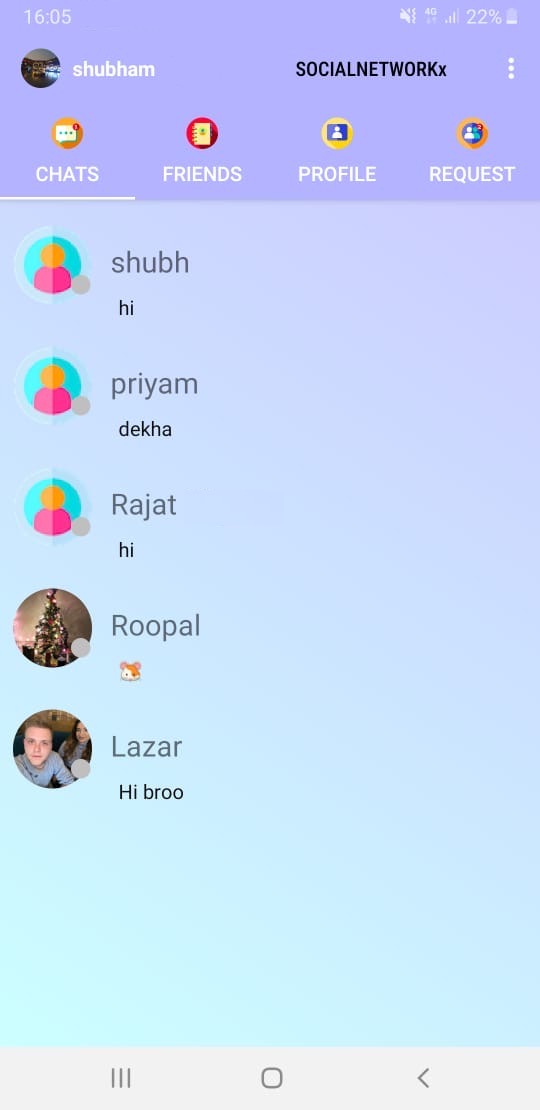 16:05 4G 22%
shubham SOCIALNETWORKx
CHATS FRIENDS PROFILE REQUEST
shubh
hi
priyam
dekha
Rajat
hi
Roopal
Lazar
Hi broo